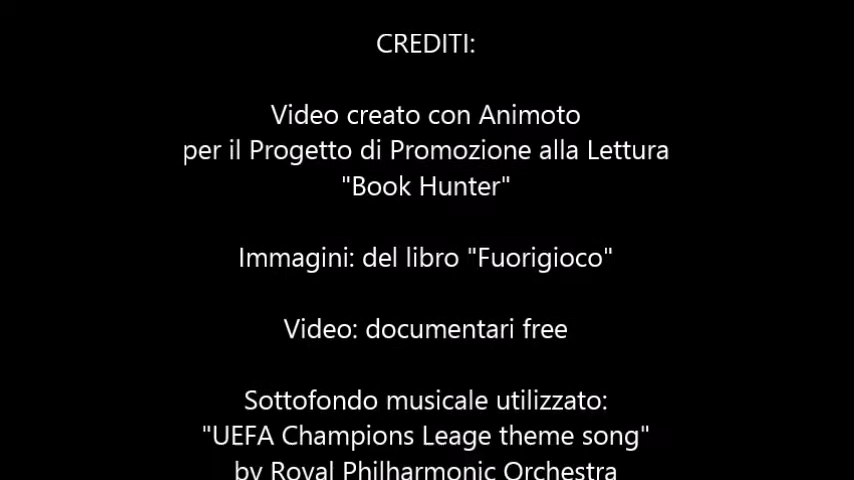 CREDITI:
Video creato con Animoto
per il Progetto di Promozione alla Lettura
"Book Hunter"
Immagini: del libro "Fuorigioco"
Video: documentari free
Sottofondo musicale utilizzato:
"UEFA Champions Leage theme song"
by Royal Philharmonic Orchestra